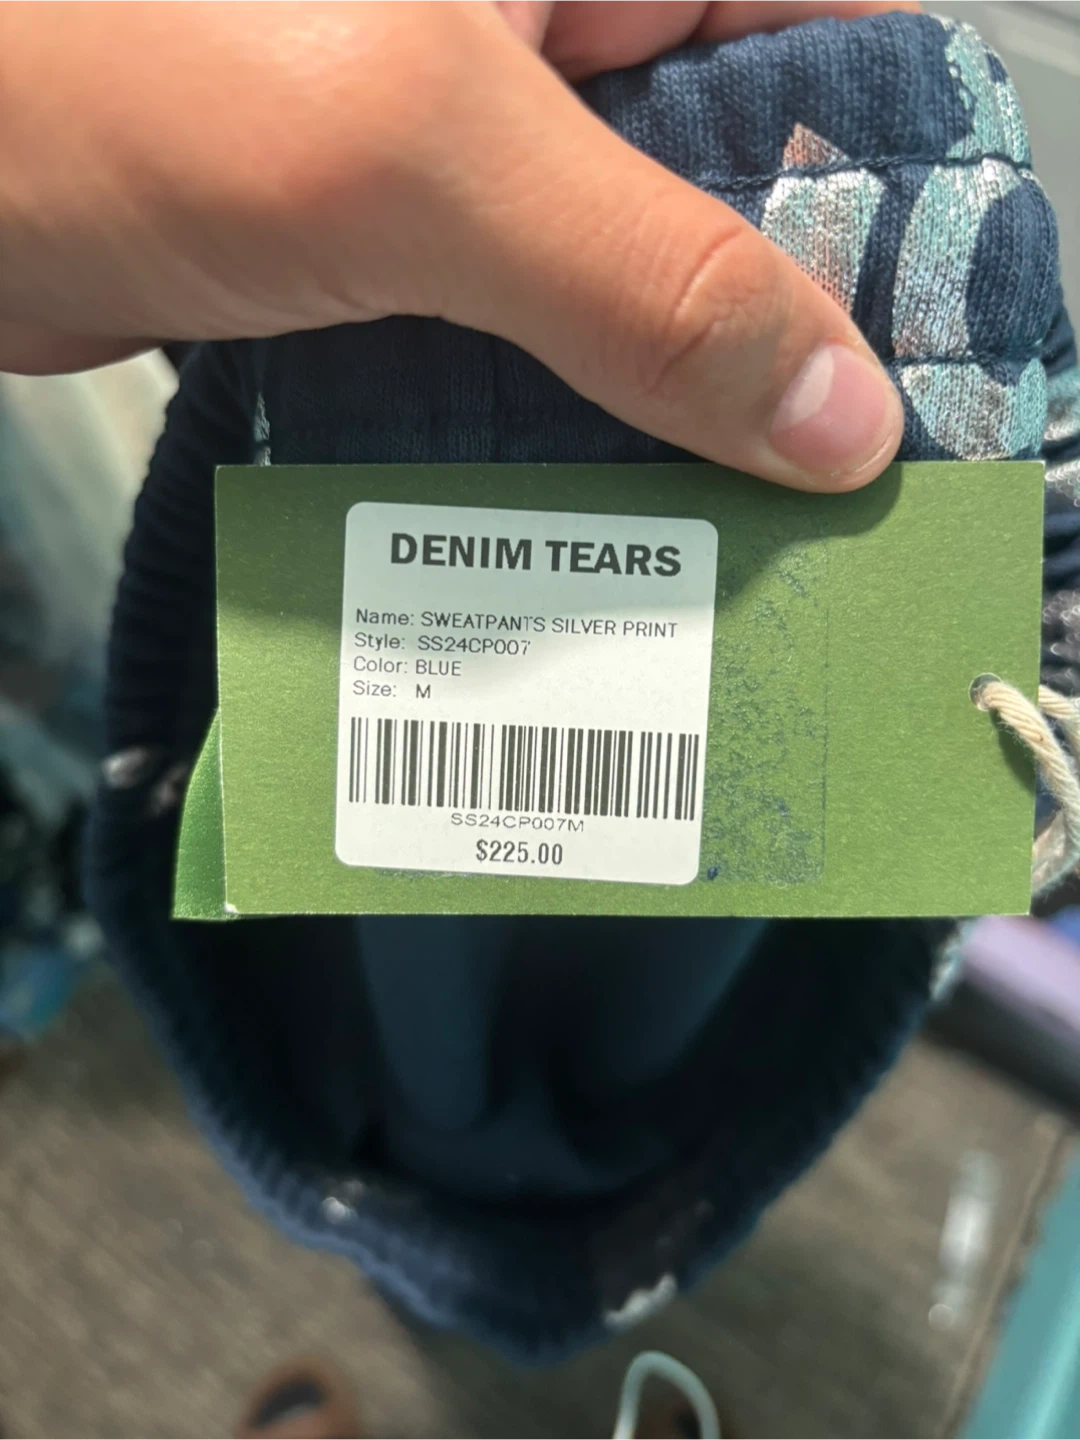 DENIM TEARS
Name: SWEATPANTS SILVER PRINT
Style: SS24CP007
Color: BLUE
Size: M
SS24CP007M
$225.00